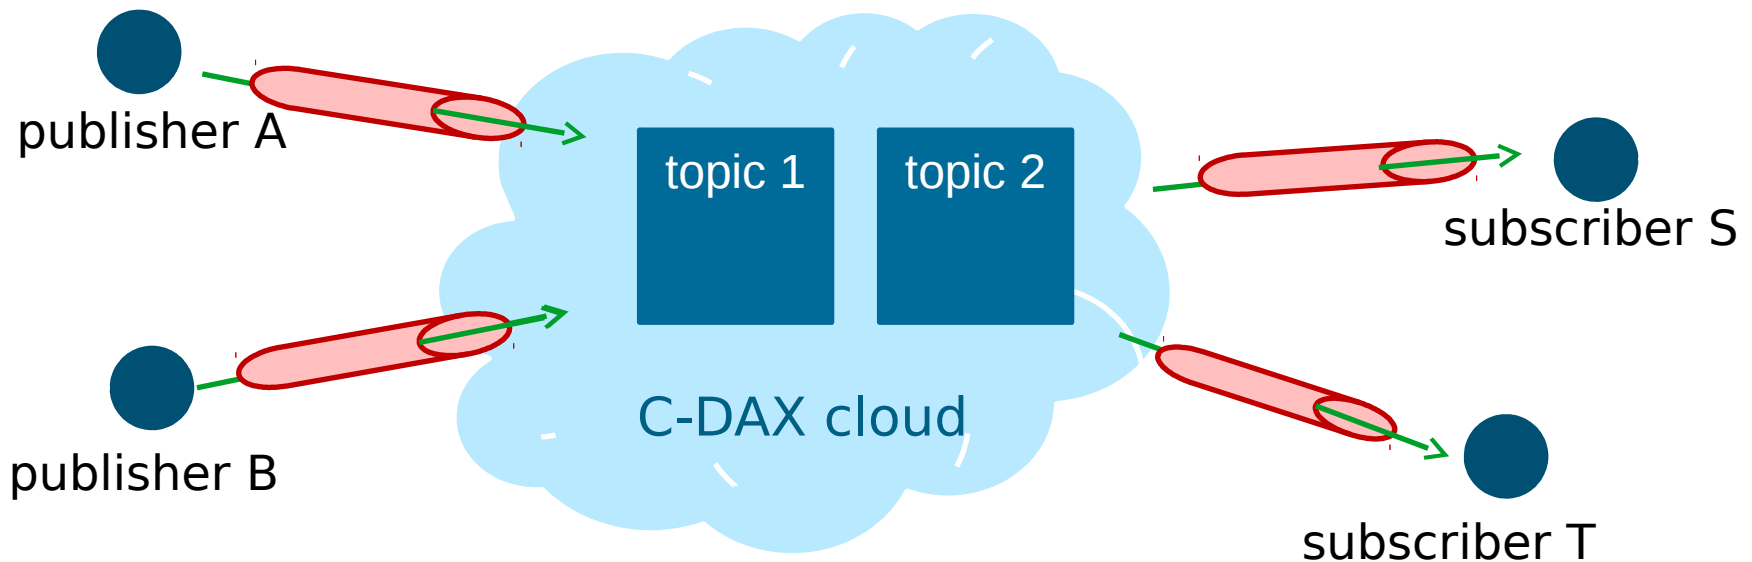 publisher A
topic 1
topic 2
subscriber S
C-DAX cloud
publisher B
subscriber T